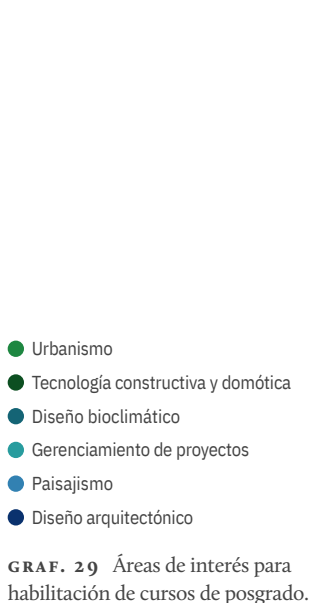 Urbanismo
Tecnología constructiva y domótica
Diseño bioclimático
Gerenciamiento de proyectos
Paisajismo
Diseño arquitectónico
GRAF. 29 Áreas de interés para
habilitación de cursos de posgrado.